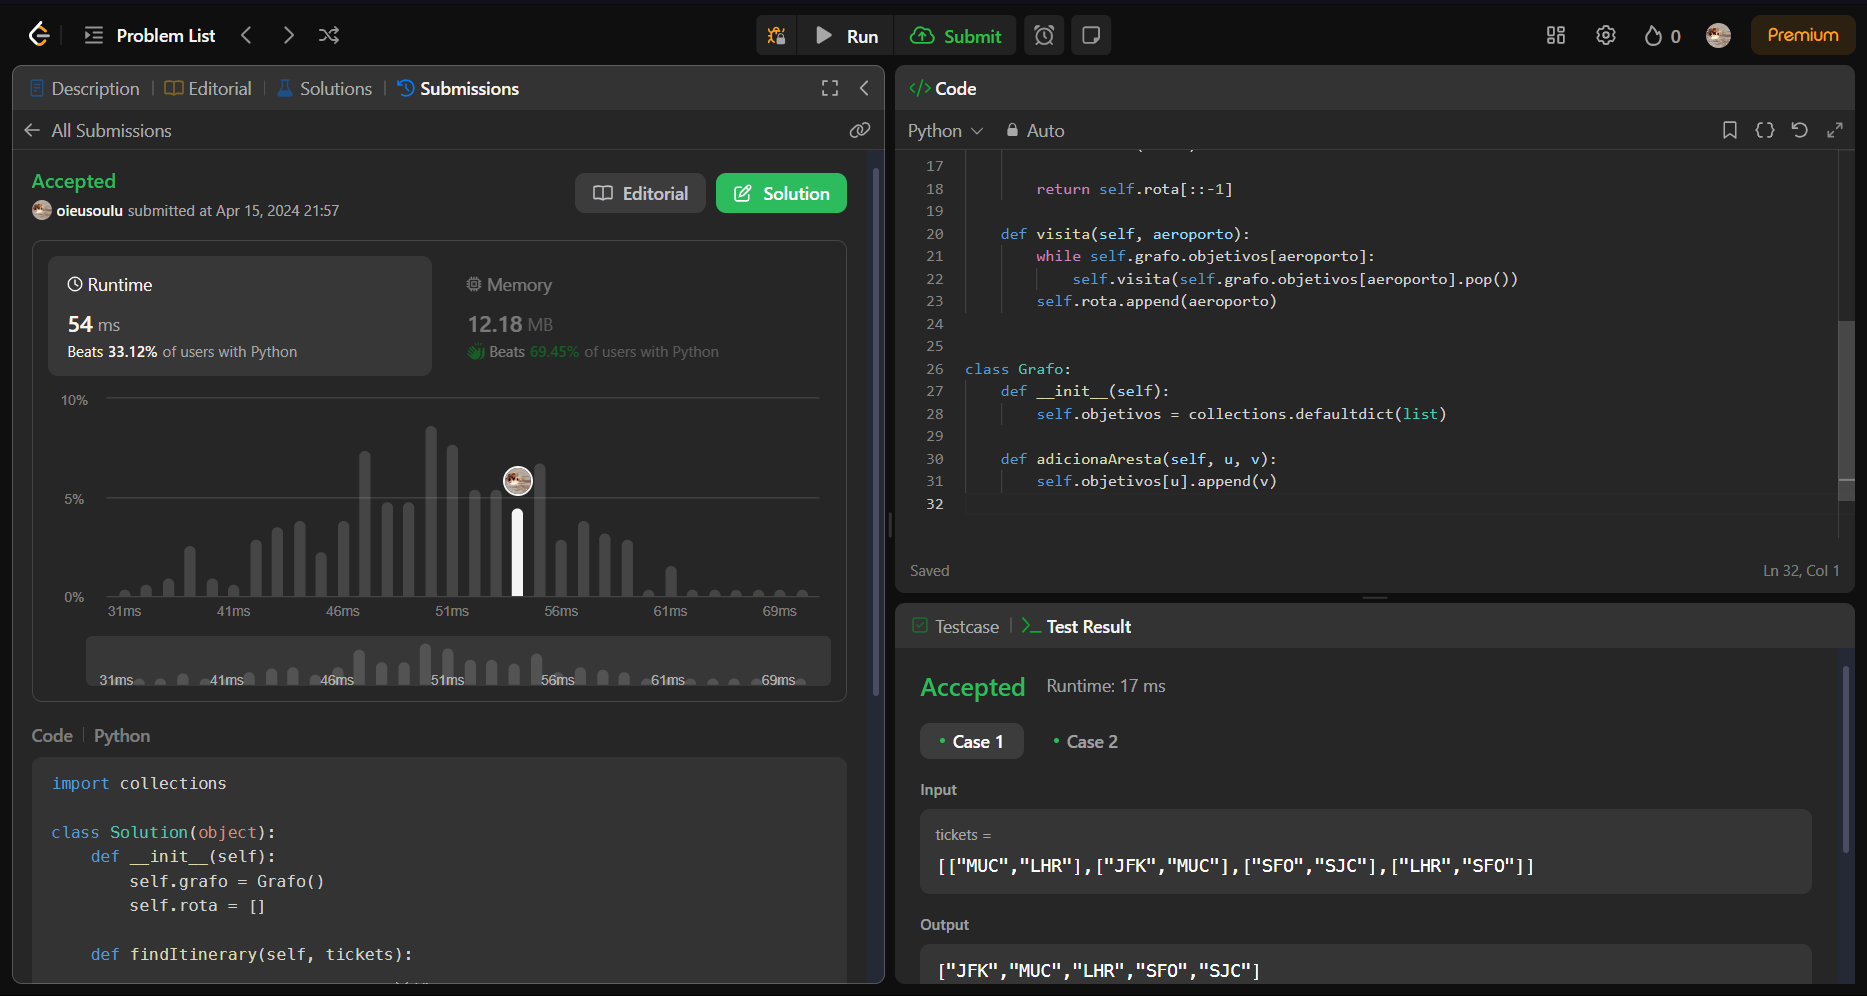 Problem List
Run
Submit
0
Premium
Description
Editorial
Solutions
Submissions
All Submissions
Accepted
oieusoulu submitted at Apr 15, 2024 21:57
Editorial
Solution
Runtime
54 ms
Beats 33.12% of users with Python
Memory
12.18 MB
Beats 69.45% of users with Python
10%
5%
0%
31ms 41ms 46ms 51ms 56ms 61ms 69ms
31ms 41ms 46ms 51ms 56ms 61ms 69ms
Code
Python
import collections
class Solution(object):
def __init__(self):
self.grafo = Grafo()
self.rota = []
def findItinerary(self, tickets):
</> Code
Python
Auto
17
18 return self.rota[::-1]
19
20 def visita(self, aeroporto):
21 while self.grafo.objetivos[aeroporto]:
22 self.visita(self.grafo.objetivos[aeroporto].pop())
23 self.rota.append(aeroporto)
24
25
26 class Grafo:
27 def __init__(self):
28 self.objetivos = collections.defaultdict(list)
29
30 def adicionaAresta(self, u, v):
31 self.objetivos[u].append(v)
32
Saved
Ln 32, Col 1
Testcase
>_ Test Result
Accepted
Runtime: 17 ms
Case 1
Case 2
Input
tickets =
[["MUC","LHR"],["JFK","MUC"],["SFO","SJC"],["LHR","SFO"]]
Output
["JFK","MUC","LHR","SFO","SJC"]